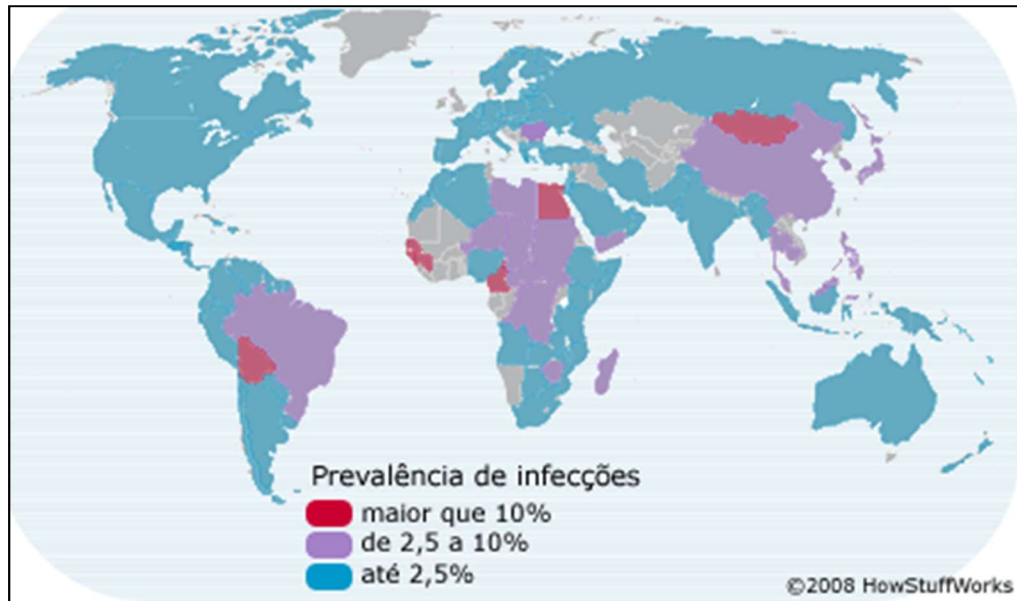 Prevalência de infecções
maior que 10%
de 2,5 a 10%
até 2,5%
©2008 HowStuffWorks